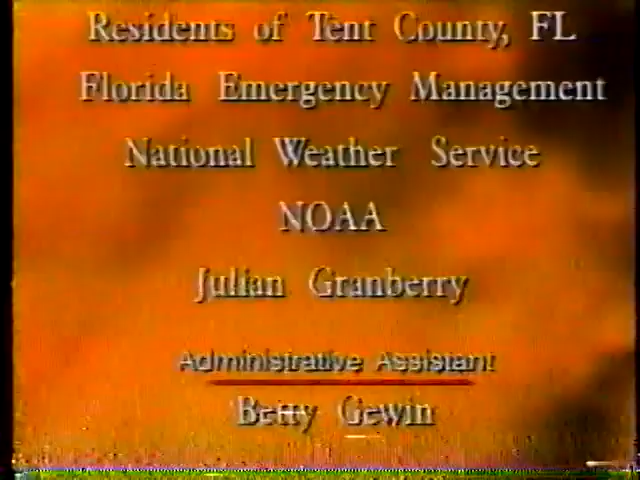 Residents of Tent County, FL
Florida Emergency Management
National Weather Service
NOAA
Julian Granberry
Administrative Assistant
Betty Gewin